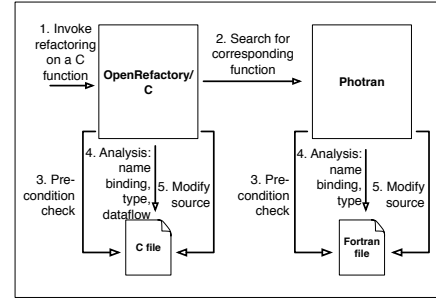 1. Invoke
refactoring
on a C
function
OpenRefactory/
C
2. Search for
corresponding
function
Photran
3. Pre-
condition
check
4. Analysis:
name
binding,
type,
dataflow
5. Modify
source
C file
3. Pre-
condition
check
4. Analysis:
name
binding,
type
5. Modify
source
Fortran
file